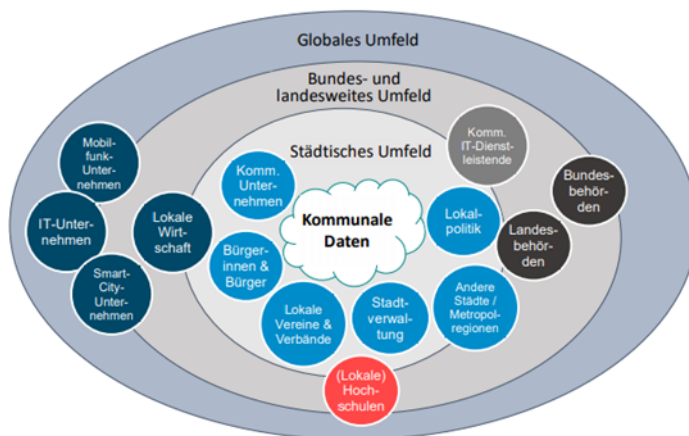 Globales Umfeld
Bundes- und
landesweites Umfeld
Städtisches Umfeld
Komm.
IT-Dienst-
leistende
Mobil-
funk-
Unter-
nehmen
Komm.
Unter-
nehmen
Bundes-
behör-
den
IT-Unter-
nehmen
Lokale
Wirt-
schaft
Kommunale
Daten
Lokal-
politik
Landes-
behör-
den
Bürger-
innen &
Bürger
Smart-
City-
Unter-
nehmen
Lokale
Vereine &
Verbände
Stadt-
verwal-
tung
Andere
Städte /
Metropol-
regionen
(Lokale)
Hoch-
schulen